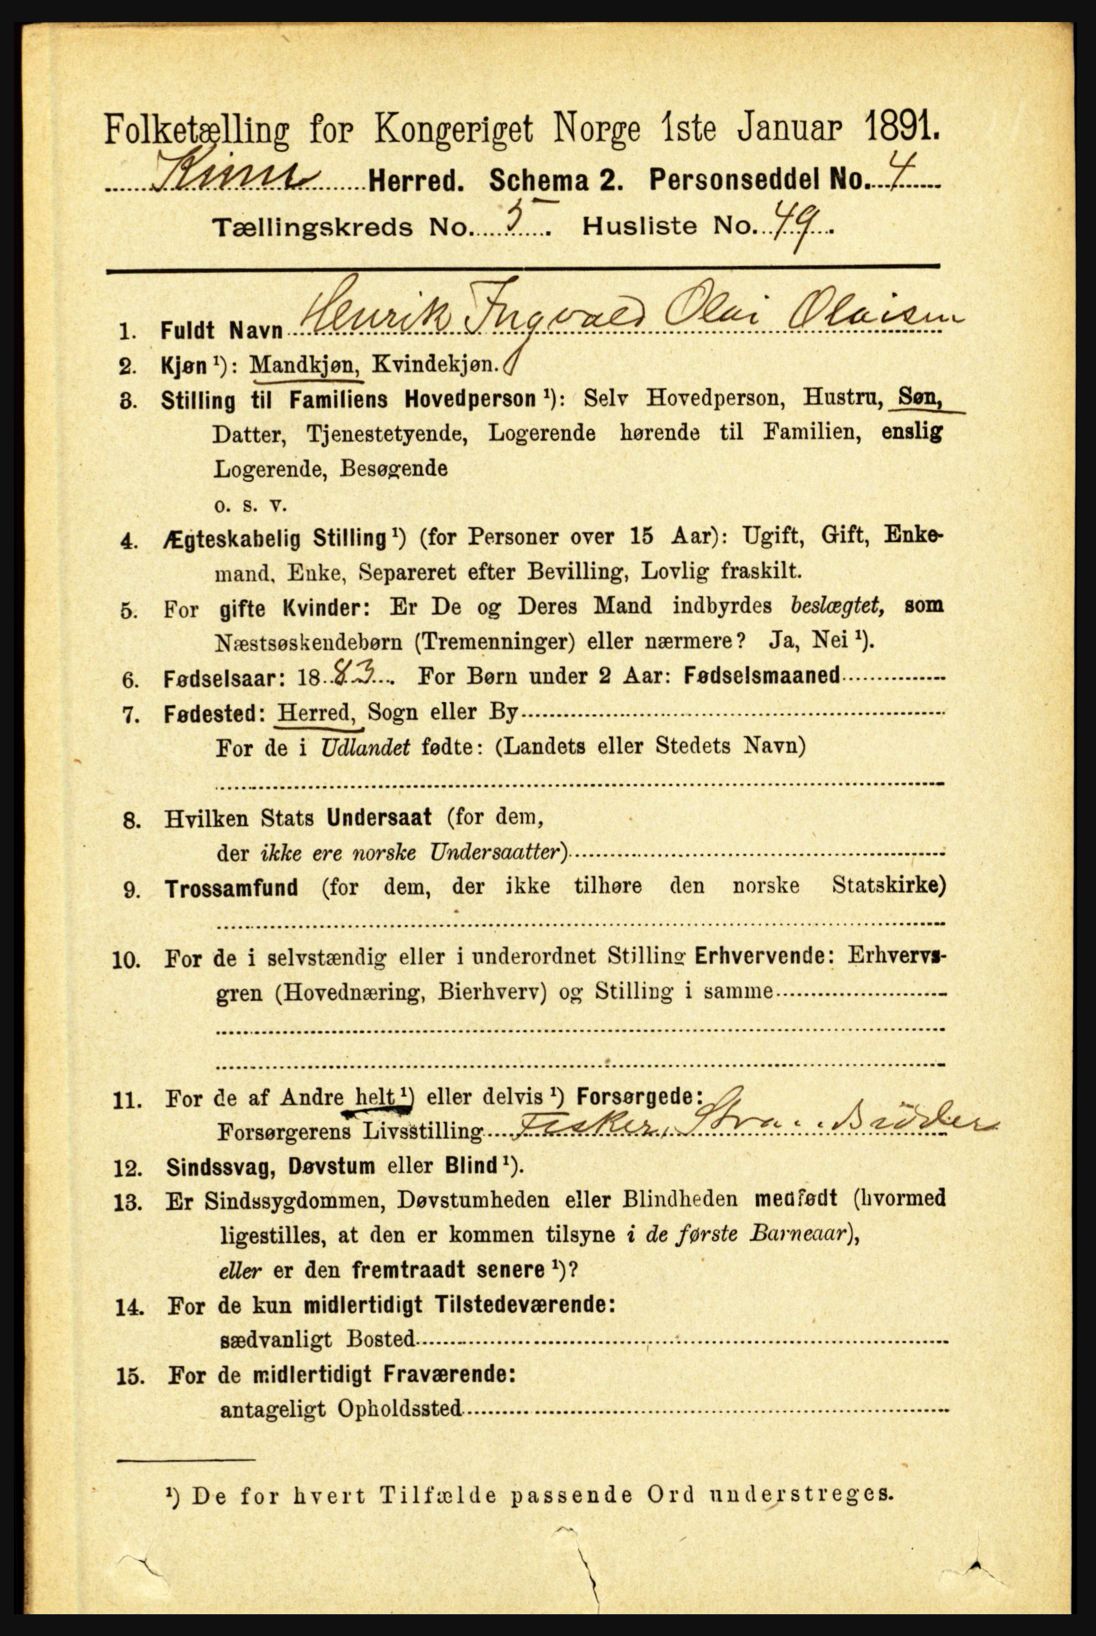 Folketælling for Kongeriget Norge 1ste Januar 1891.
Kinn Herred. Schema 2. Personseddel No. 4
Tællingskreds No. 5. Husliste No. 49.
1. Fuldt Navn Henrik Ingvald Olai Olaisen
2. Kjøn ¹): Mandkjøn, Kvindekjøn.
3. Stilling til Familiens Hovedperson ¹): Selv Hovedperson, Hustru, Søn,
Datter, Tjenestetyende, Logerende hørende til Familien, enslig
Logerende, Besøgende
o. s. v.
4. Ægteskabelig Stilling ¹) (for Personer over 15 Aar): Ugift, Gift, Enke-
mand, Enke, Separeret efter Bevilling, Lovlig fraskilt.
5. For gifte Kvinder: Er De og Deres Mand indbyrdes beslægtet, som
Næstsøskendebørn (Tremenninger) eller nærmere? Ja, Nei ¹).
6. Fødselsaar: 1883. For Børn under 2 Aar: Fødselsmaaned
7. Fødested: Herred, Sogn eller By
For de i Udlandet fødte: (Landets eller Stedets Navn)
8. Hvilken Stats Undersaat (for dem,
der ikke ere norske Undersaatter)
9. Trossamfund (for dem, der ikke tilhøre den norske Statskirke)
10. For de i selvstændig eller i underordnet Stilling Erhvervende: Erhvervs-
gren (Hovednæring, Bierhverv) og Stilling i samme
11. For de af Andre helt ¹) eller delvis ¹) Forsørgede:
Forsørgerens Livsstilling Fisker,
12. Sindssvag, Døvstum eller Blind ¹).
13. Er Sindssygdommen, Døvstumheden eller Blindheden medfødt (hvormed
ligestilles, at den er kommen tilsyne i de første Barneaar),
eller er den fremtraadt senere ¹)?
14. For de kun midlertidigt Tilstedeværende:
sædvanligt Bosted
15. For de midlertidigt Fraværende:
antageligt Opholdssted
¹) De for hvert Tilfælde passende Ord understreges.